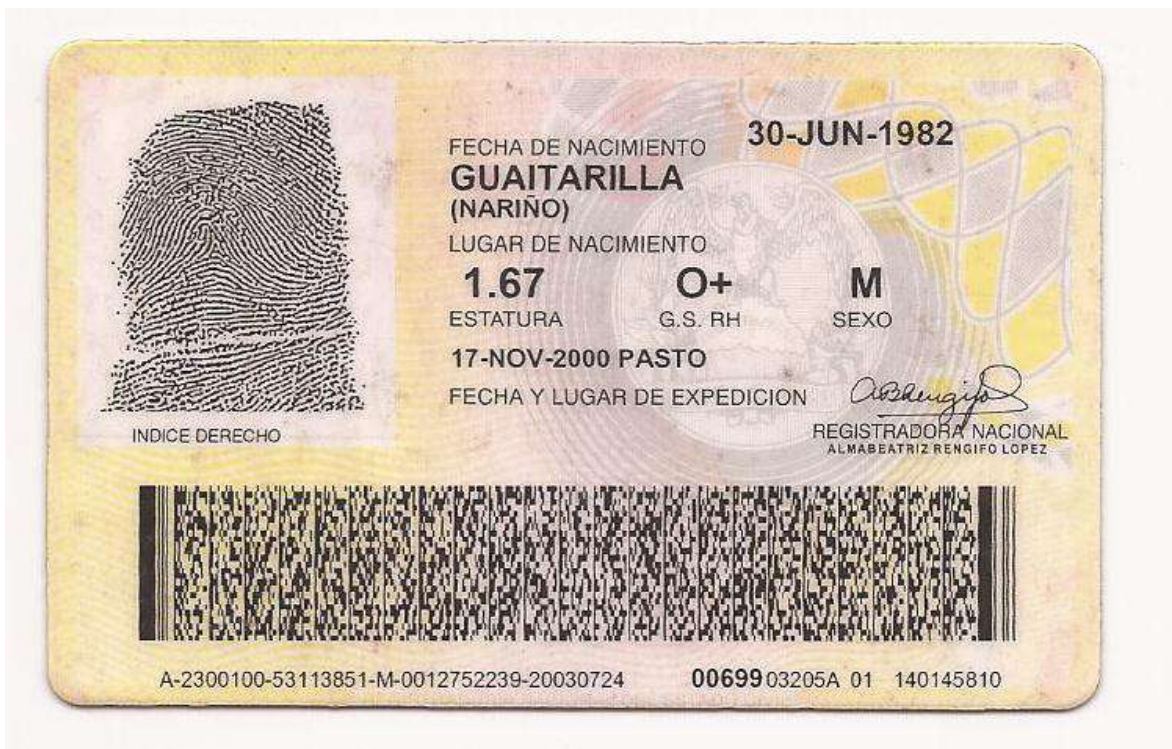 FECHA DE NACIMIENTO 30-JUN-1982
GUAITARILLA
(NARIÑO)
LUGAR DE NACIMIENTO
1.67 O+ M
ESTATURA G.S. RH SEXO
17-NOV-2000 PASTO
FECHA Y LUGAR DE EXPEDICION
INDICE DERECHO
REGISTRADORA NACIONAL
ALMABEATRIZ RENGIFO LOPEZ
A-2300100-53113851-M-0012752239-20030724 00699 03205A 01 140145810